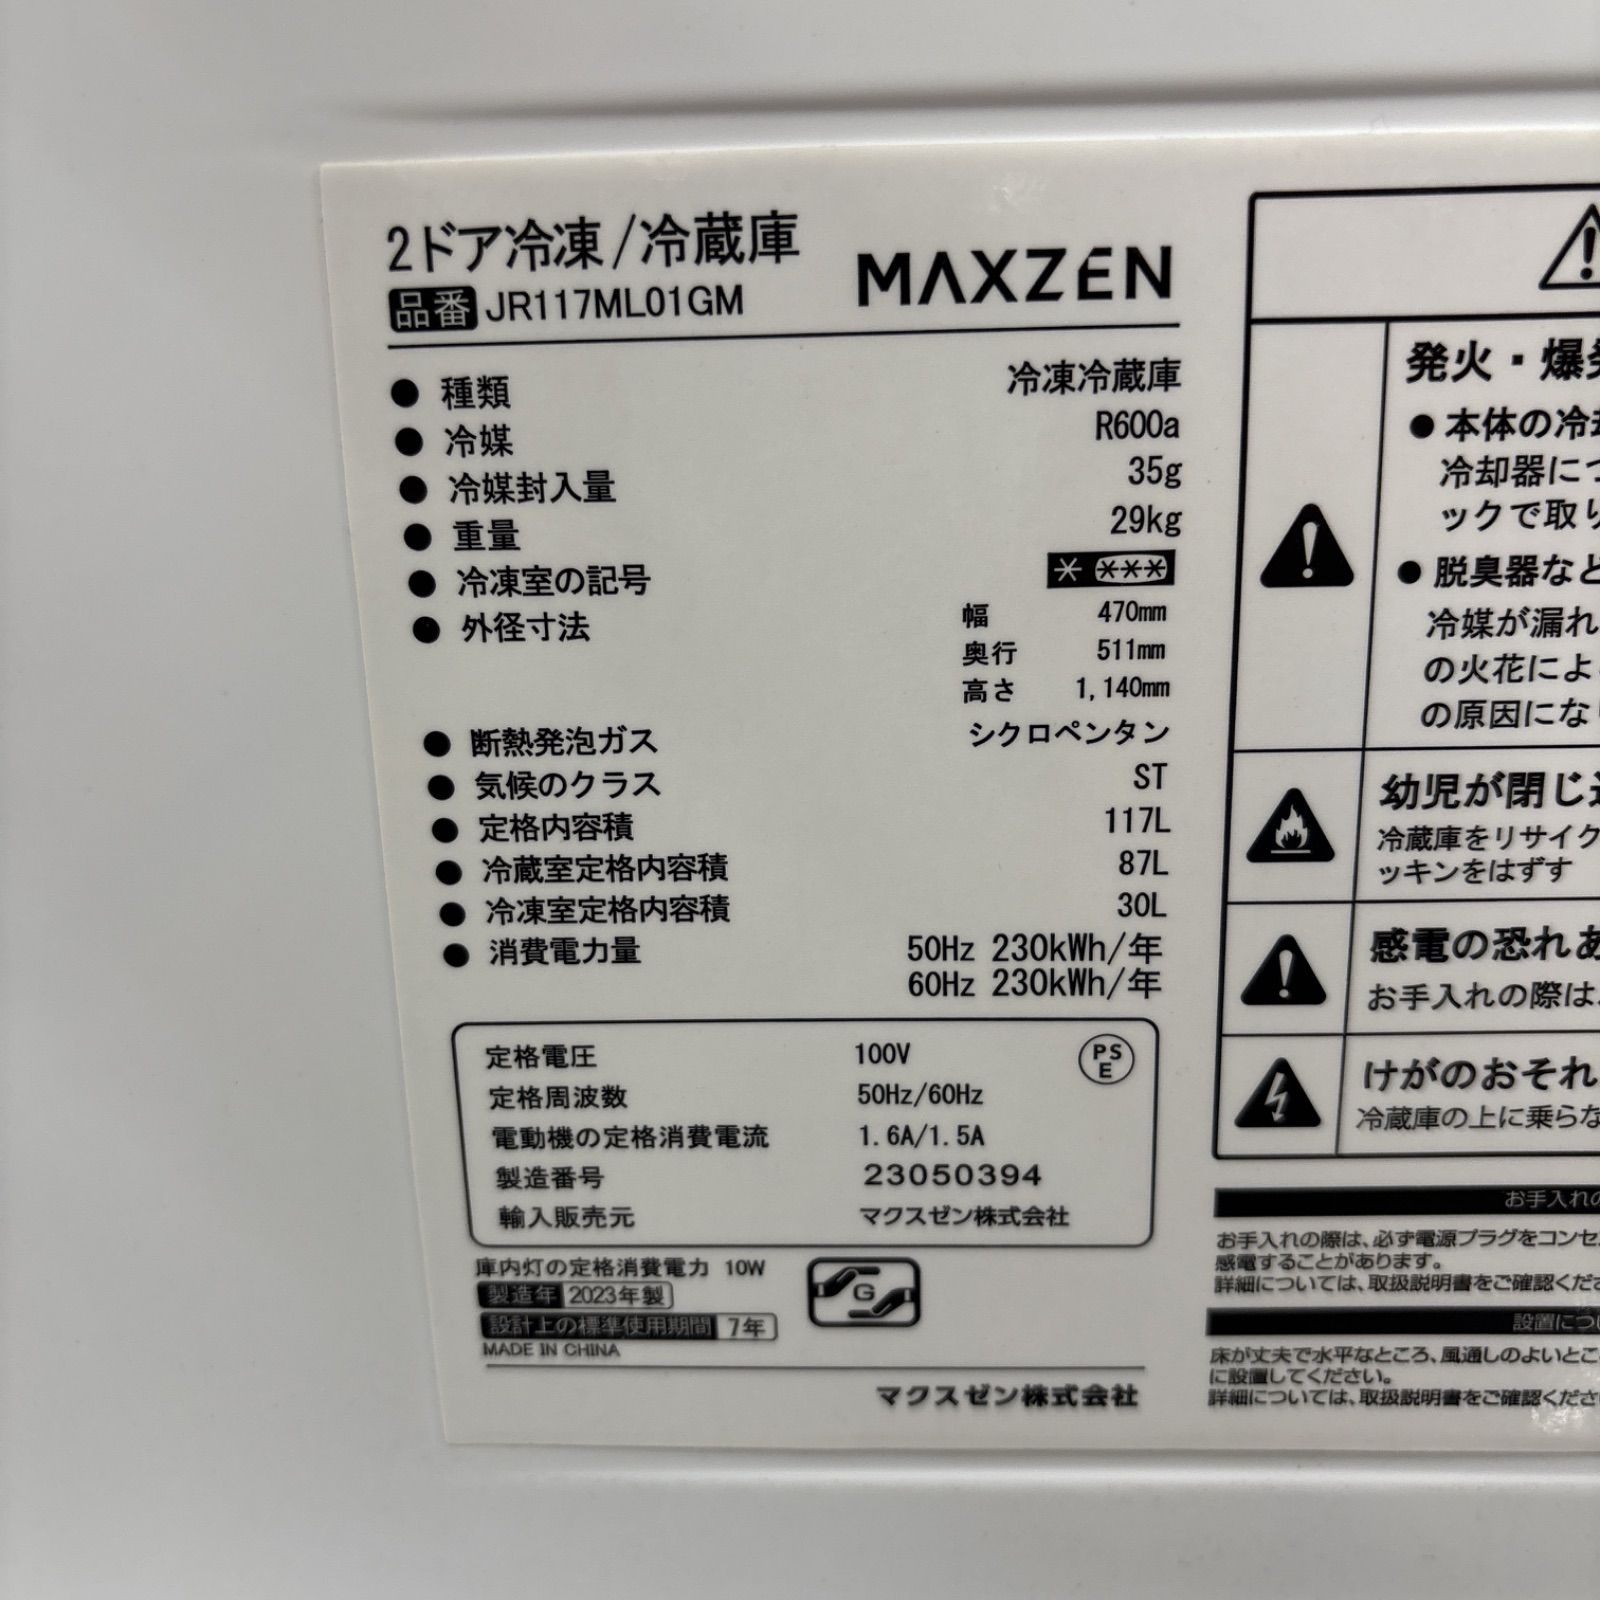 2ドア冷凍/冷蔵庫
MAXZEN
品番 JR117ML01GM
● 種類 冷凍冷蔵庫
● 冷媒 R600a
● 冷媒封入量 35g
● 重量 29kg
● 冷凍室の記号 * ***
● 外径寸法 幅 470mm
奥行 511mm
高さ 1,140mm
● 断熱発泡ガス シクロペンタン
● 気候のクラス ST
● 定格内容積 117L
● 冷蔵室定格内容積 87L
● 冷凍室定格内容積 30L
● 消費電力量 50Hz 230kWh/年
60Hz 230kWh/年
定格電圧 100V
PSE
定格周波数 50Hz/60Hz
電動機の定格消費電流 1.6A/1.5A
製造番号 23050394
輸入販売元 マクスゼン株式会社
庫内灯の定格消費電力 10W
G
製造年 2023年製
設計上の標準使用期間 7年
MADE IN CHINA
マクスゼン株式会社
発火・爆発
● 本体の冷却
冷却器につ
ックで取り
● 脱臭器など
冷媒が漏れ
の火花によ
の原因になり
幼児が閉じ込
冷蔵庫をリサイク
ッキンをはずす
感電の恐れあ
お手入れの際は、
けがのおそれ
冷蔵庫の上に乗らな
お手入れの
お手入れの際は、必ず電源プラグをコンセ
感電することがあります。
詳細については、取扱説明書をご確認くださ
設置につい
床が丈夫で水平なところ、風通しのよいとこ
に設置してください。
詳細については、取扱説明書をご確認くださ